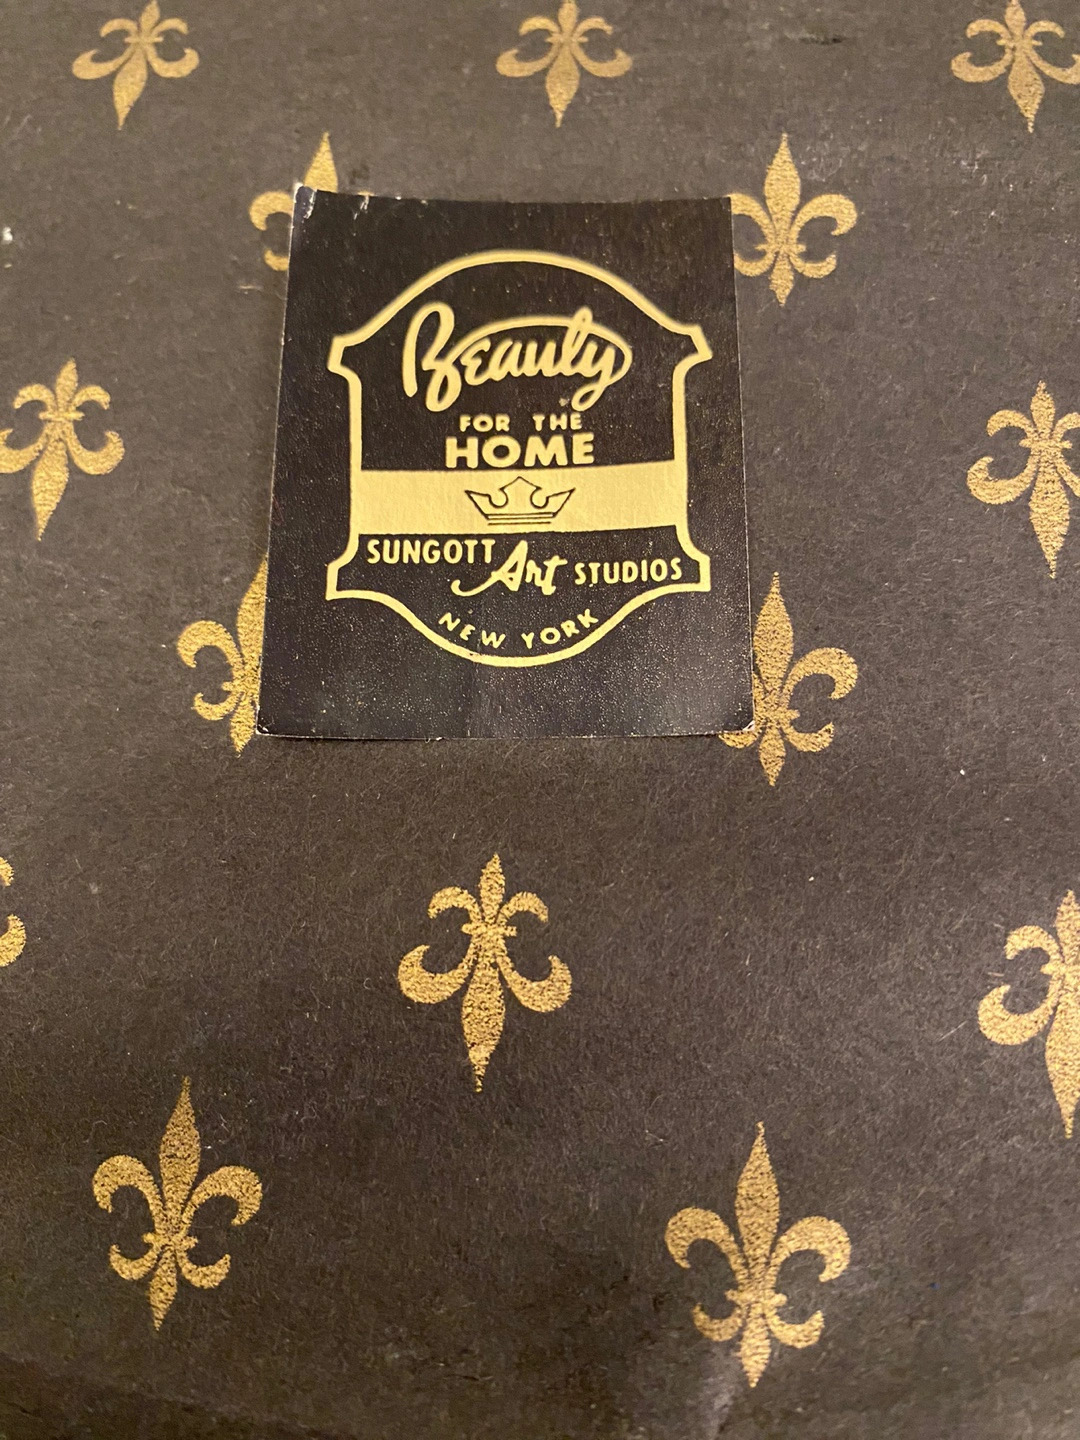 Beauty
FOR THE
HOME
SUNGOTT Art STUDIOS
NEW YORK